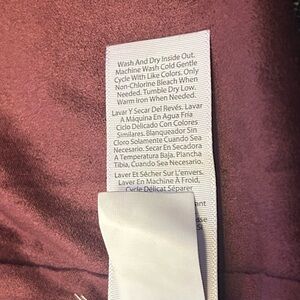 Wash And Dry Inside Out.
Machine Wash Cold Gentle
Cycle With Like Colors. Only
Non-Chlorine Bleach When
Needed. Tumble Dry Low.
Warm Iron When Needed.
Lavar Y Secar Del Revés. Lavar
A Máquina En Agua Fría
Ciclo Delicado Con Colores
Similares. Blanqueador Sin
Cloro Solamente Cuando Sea
Necesario. Secar En Secadora
A Temperatura Baja, Plancha
Tibia, Cuando Sea Necesario.
Laver Et Sécher Sur L'envers.
Laver En Machine À Froid,
Cycle Délicat Séparer
ant
sse
Si